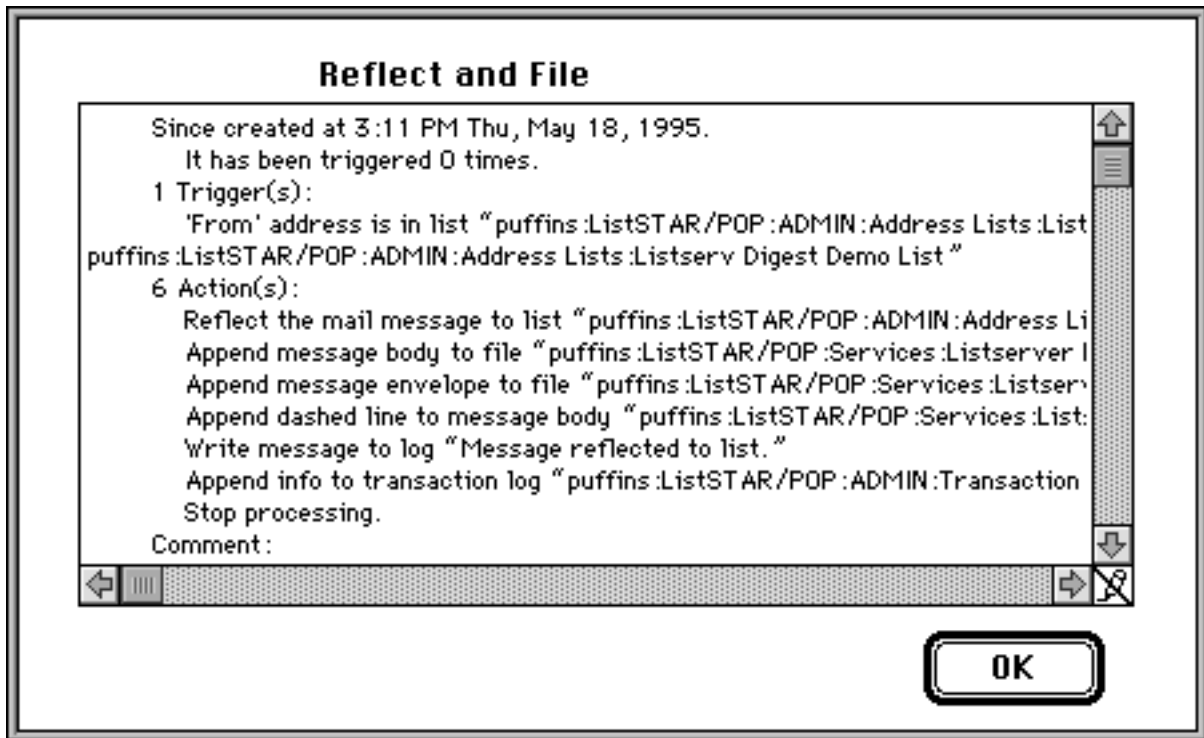 Reflect and File
Since created at 3:11 PM Thu, May 18, 1995.
It has been triggered 0 times.
1 Trigger(s):
'From' address is in list "puffins:ListSTAR/POP:ADMIN:Address Lists:List
puffins:ListSTAR/POP:ADMIN:Address Lists:Listserv Digest Demo List"
6 Action(s):
Reflect the mail message to list "puffins:ListSTAR/POP:ADMIN:Address Li
Append message body to file "puffins:ListSTAR/POP:Services:Listserver
Append message envelope to file "puffins:ListSTAR/POP:Services:Listserv
Append dashed line to message body "puffins:ListSTAR/POP:Services:List
Write message to log "Message reflected to list."
Append info to transaction log "puffins:ListSTAR/POP:ADMIN:Transaction
Stop processing.
Comment:
OK